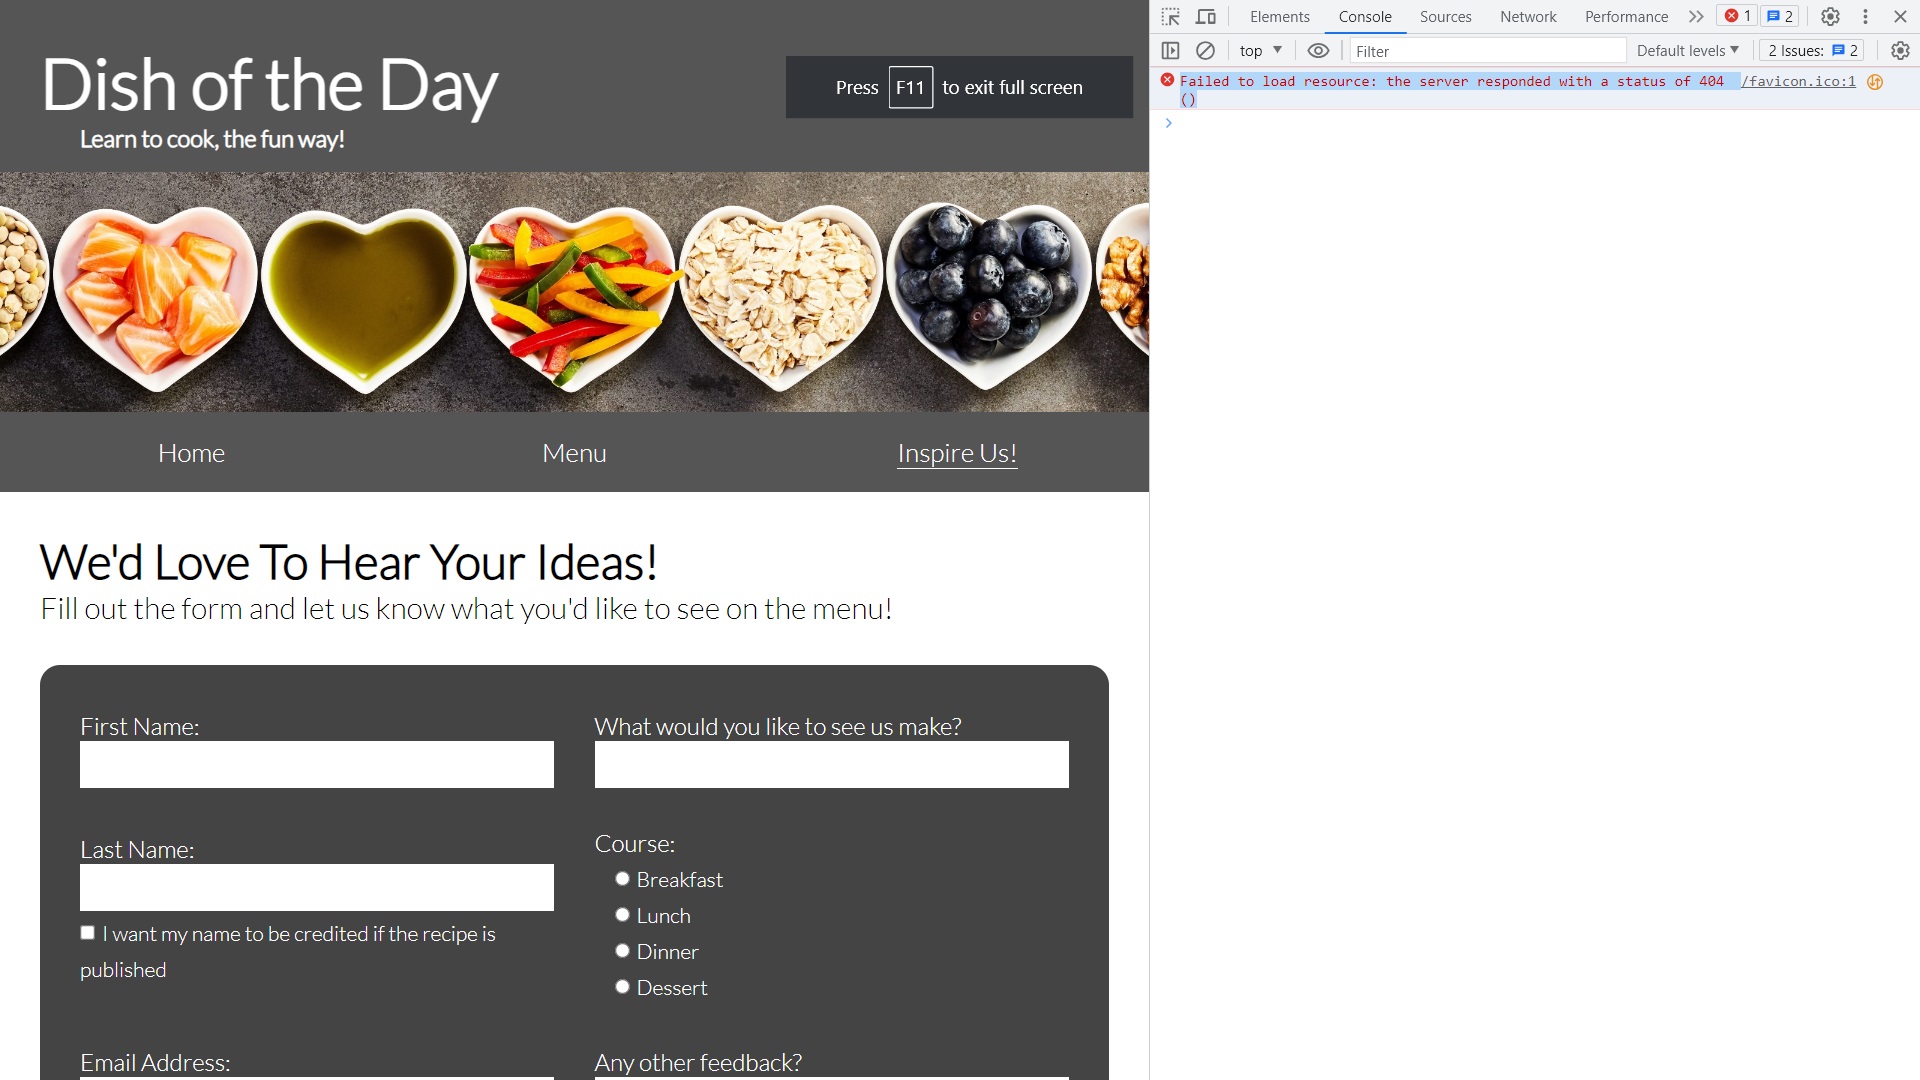 Dish of the Day
Learn to cook, the fun way!
Press F11 to exit full screen
Home Menu Inspire Us!
We'd Love To Hear Your Ideas!
Fill out the form and let us know what you'd like to see on the menu!
First Name:
Last Name:
I want my name to be credited if the recipe is
published
Email Address:
What would you like to see us make?
Course:
Breakfast
Lunch
Dinner
Dessert
Any other feedback?
Elements Console Sources Network Performance 1 2
top Filter Default levels 2 Issues: 2
Failed to load resource: the server responded with a status of 404 /favicon.ico:1
()